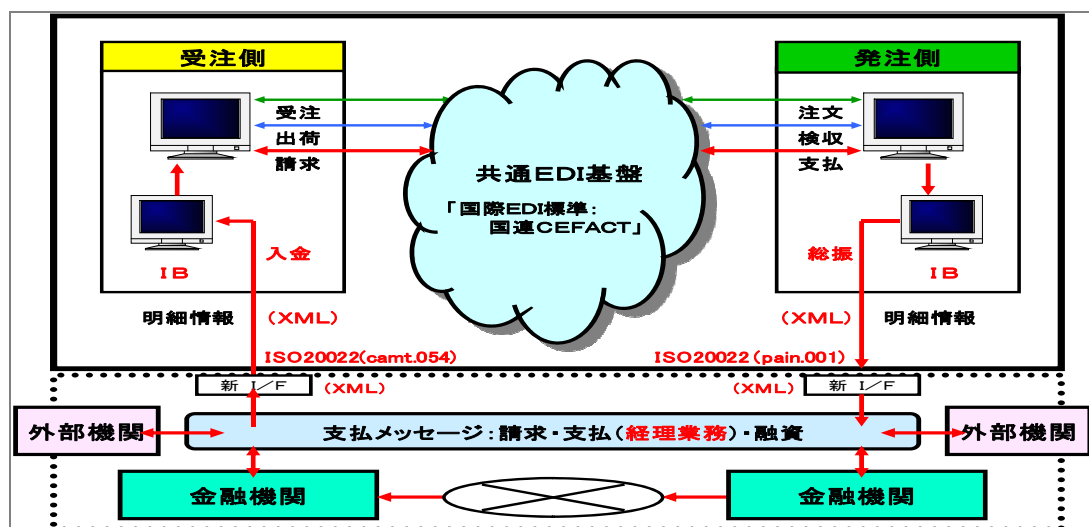 受注側
発注側
受注
出荷
請求
注文
検収
支払
共通EDI基盤
「国際EDI標準:
国連CEFACT」
IB
入金
総振
IB
明細情報
(XML)
(XML)
明細情報
ISO20022(camt.054)
ISO20022(pain.001)
新 I/F
(XML)
(XML)
新 I/F
外部機関
支払メッセージ:請求・支払(経理業務)・融資
外部機関
金融機関
金融機関